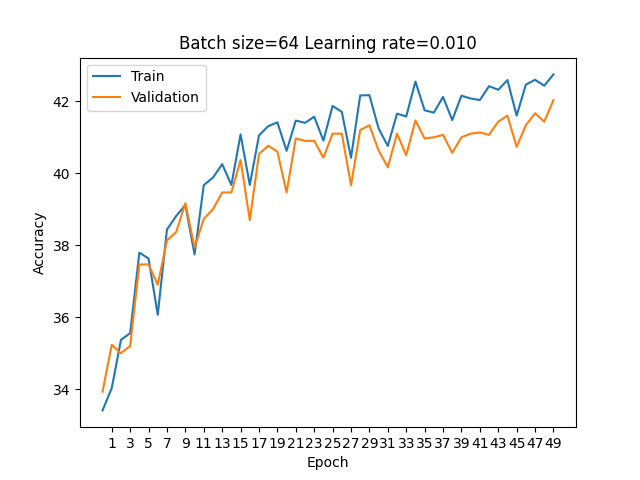 Batch size=64 Learning rate=0.010
Train
Validation
42
40
38
36
34
Accuracy
1 3 5 7 9 11 13 15 17 19 21 23 25 27 29 31 33 35 37 39 41 43 45 47 49
Epoch